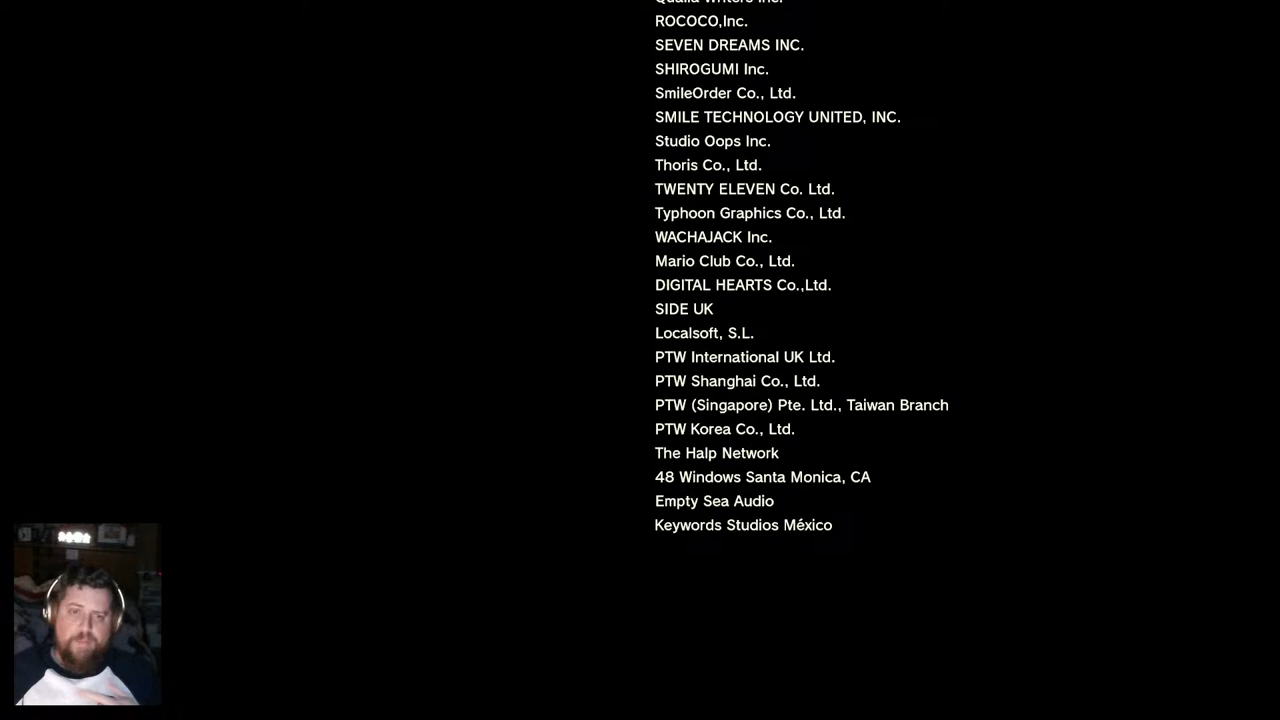 Qualia Writers Inc.
ROCOCO,Inc.
SEVEN DREAMS INC.
SHIROGUMI Inc.
SmileOrder Co., Ltd.
SMILE TECHNOLOGY UNITED, INC.
Studio Oops Inc.
Thoris Co., Ltd.
TWENTY ELEVEN Co. Ltd.
Typhoon Graphics Co., Ltd.
WACHAJACK Inc.
Mario Club Co., Ltd.
DIGITAL HEARTS Co.,Ltd.
SIDE UK
Localsoft, S.L.
PTW International UK Ltd.
PTW Shanghai Co., Ltd.
PTW (Singapore) Pte. Ltd., Taiwan Branch
PTW Korea Co., Ltd.
The Halp Network
48 Windows Santa Monica, CA
Empty Sea Audio
Keywords Studios México